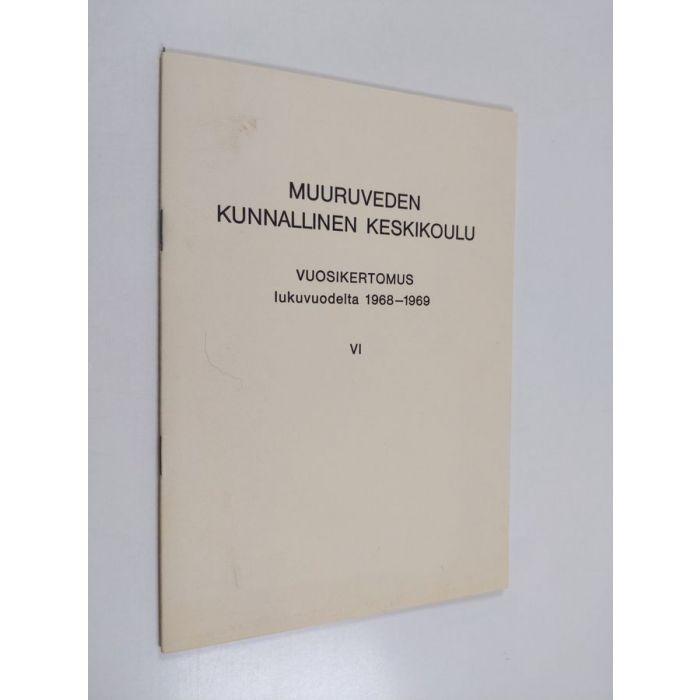 MUURUVEDEN
KUNNALLINEN KESKIKOULU
VUOSIKERTOMUS
lukuvuodelta 1968–1969
VI